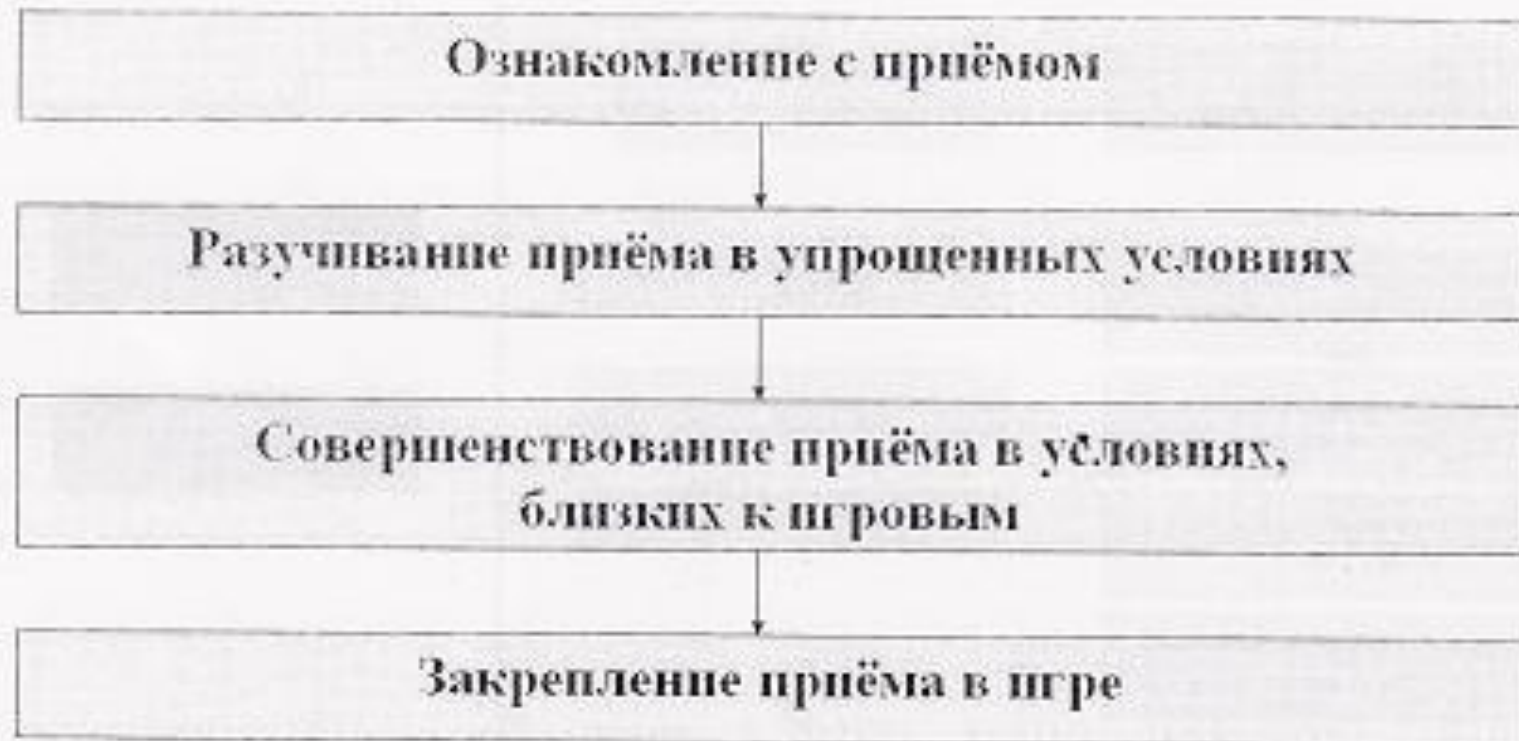 Ознакомление с приёмом
Разучивание приёма в упрощенных условиях
Совершенствование приёма в условиях,
близких к игровым
Закрепление приёма в игре